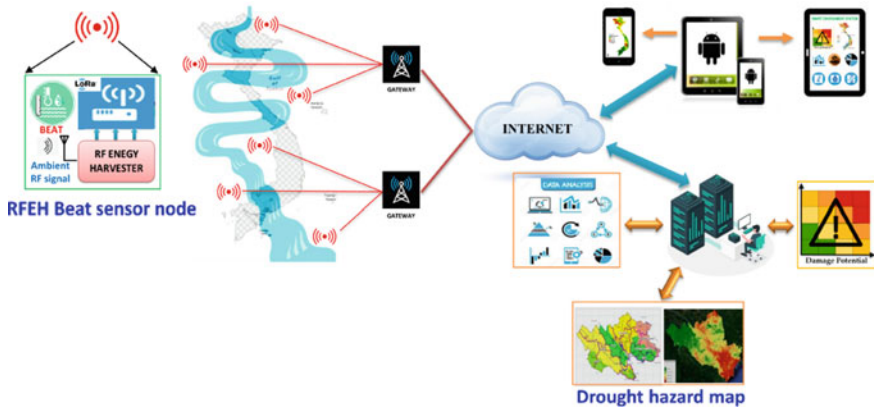 LoRa
BEAT
Ambient
RF signal
RF ENEGY
HARVESTER
RFEH Beat sensor node
GATEWAY
GATEWAY
INTERNET
DATA ANALYSIS
Damage Potential
Drought hazard map